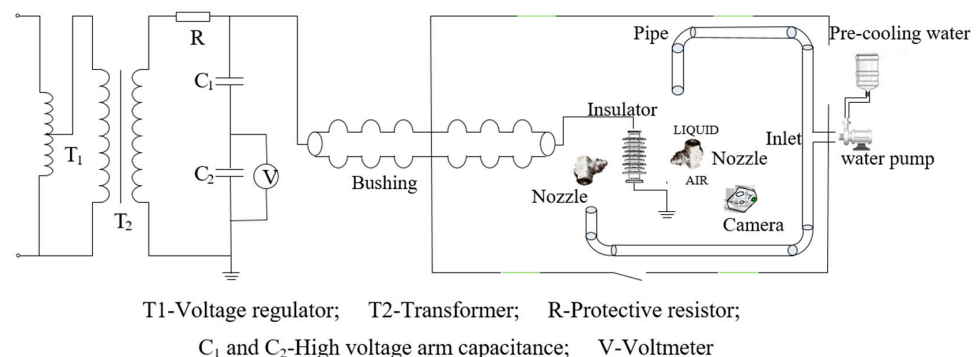 R
C₁
T₁
C₂
V
T₂
Bushing
Pipe
Pre-cooling water
Insulator
LIQUID
Inlet
Nozzle
water pump
AIR
Nozzle
Camera
T1-Voltage regulator; T2-Transformer; R-Protective resistor;
C₁ and C₂-High voltage arm capacitance; V-Voltmeter